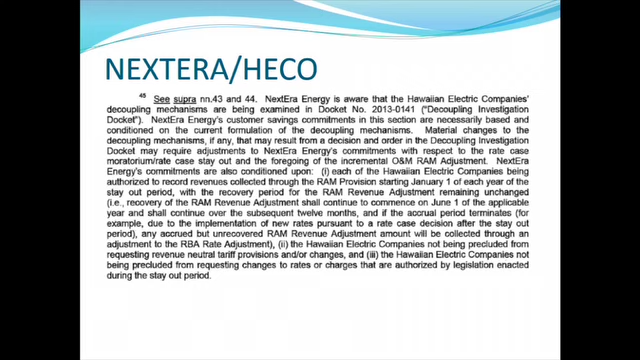 NEXTERA/HECO
45 See supra nn.43 and 44. NextEra Energy is aware that the Hawaiian Electric Companies'
decoupling mechanisms are being examined in Docket No. 2013-0141 ("Decoupling Investigation
Docket"). NextEra Energy's customer savings commitments in this section are necessarily based and
conditioned on the current formulation of the decoupling mechanisms. Material changes to the
decoupling mechanisms, if any, that may result from a decision and order in the Decoupling Investigation
Docket may require adjustments to NextEra Energy's commitments with respect to the rate case
moratorium/rate case stay out and the foregoing of the incremental O&M RAM Adjustment. NextEra
Energy's commitments are also conditioned upon: (i) each of the Hawaiian Electric Companies being
authorized to record revenues collected through the RAM Provision starting January 1 of each year of the
stay out period, with the recovery period for the RAM Revenue Adjustment remaining unchanged
(i.e., recovery of the RAM Revenue Adjustment shall continue to commence on June 1 of the applicable
year and shall continue over the subsequent twelve months, and if the accrual period terminates (for
example, due to the implementation of new rates pursuant to a rate case decision after the stay out
period), any accrued but unrecovered RAM Revenue Adjustment amount will be collected through an
adjustment to the RBA Rate Adjustment), (ii) the Hawaiian Electric Companies not being precluded from
requesting revenue neutral tariff provisions and/or changes, and (iii) the Hawaiian Electric Companies not
being precluded from requesting changes to rates or charges that are authorized by legislation enacted
during the stay out period.